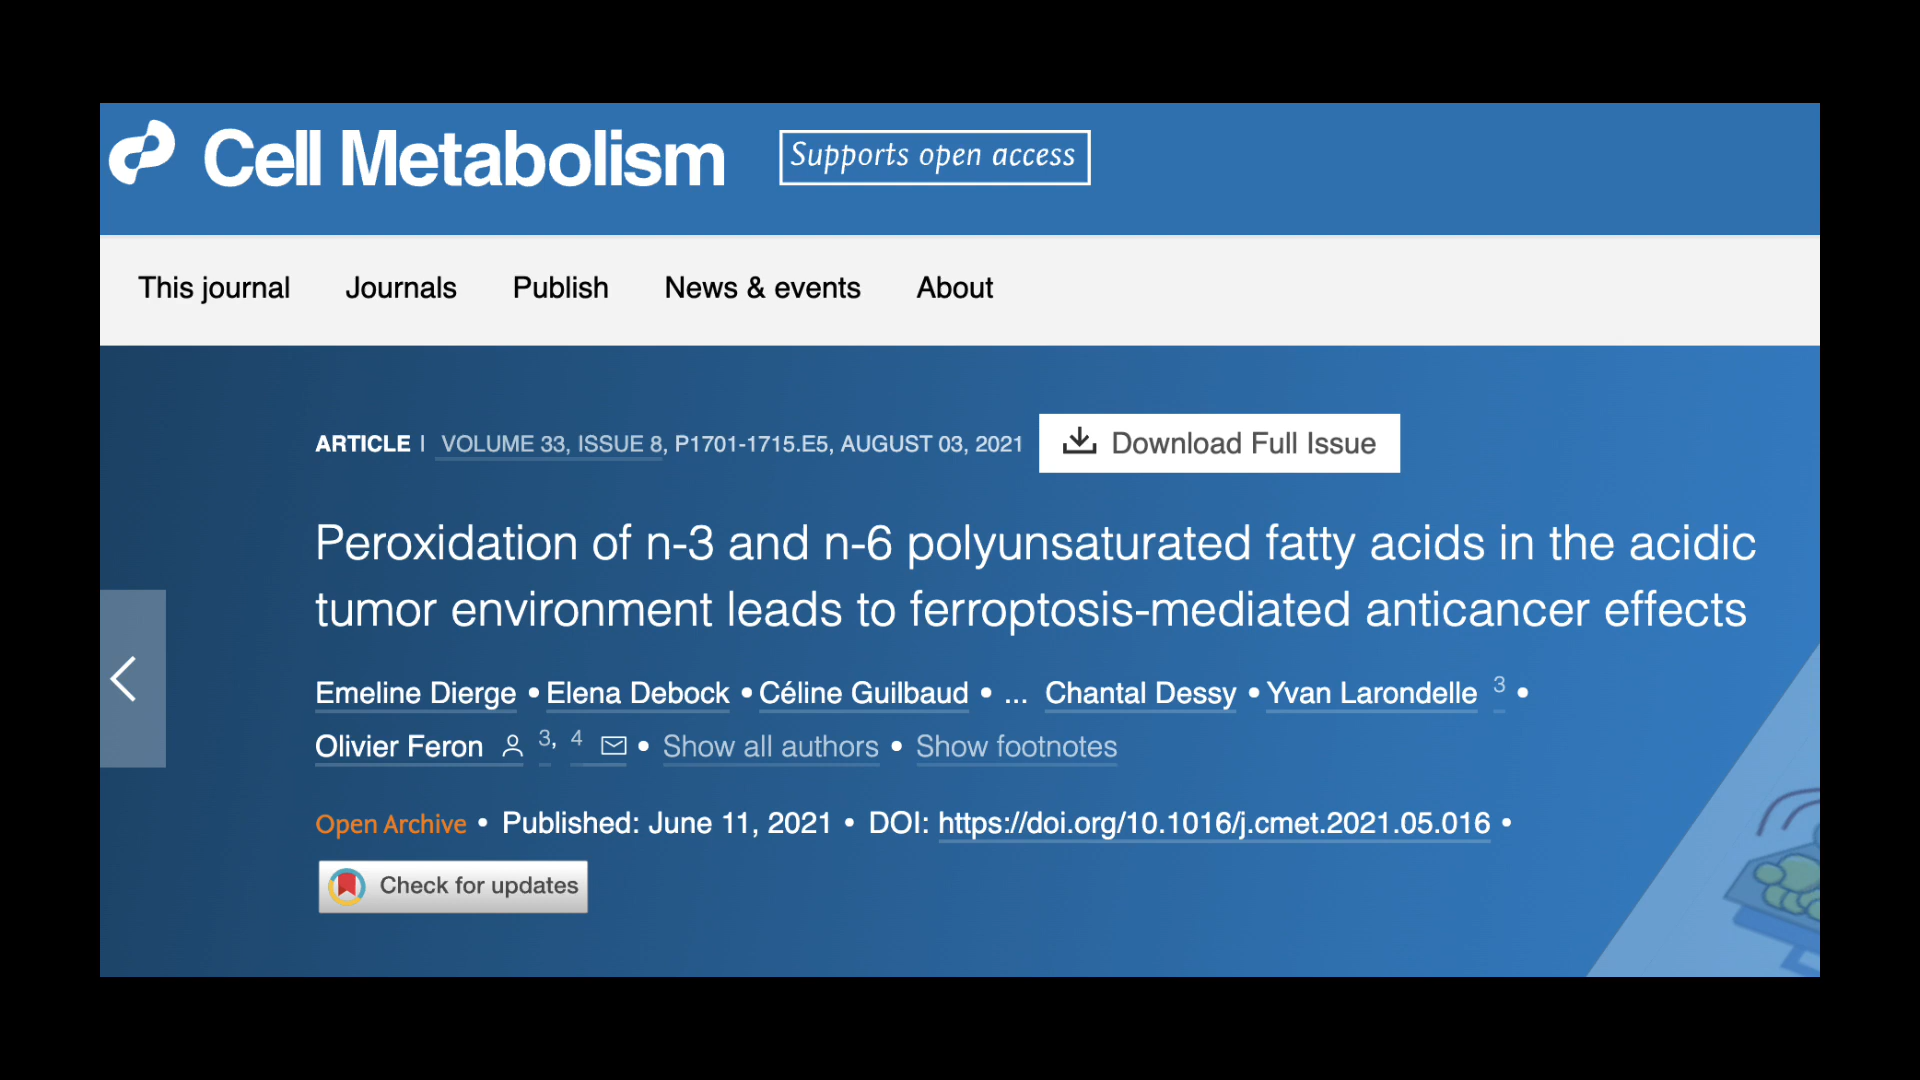 Cell Metabolism Supports open access
This journal Journals Publish News & events About
ARTICLE | VOLUME 33, ISSUE 8, P1701-1715.E5, AUGUST 03, 2021 Download Full Issue
Peroxidation of n-3 and n-6 polyunsaturated fatty acids in the acidic
tumor environment leads to ferroptosis-mediated anticancer effects
Emeline Dierge • Elena Debock • Céline Guilbaud • ... Chantal Dessy • Yvan Larondelle 3 •
Olivier Feron 3, 4 • Show all authors • Show footnotes
Open Archive • Published: June 11, 2021 • DOI: https://doi.org/10.1016/j.cmet.2021.05.016 •
Check for updates